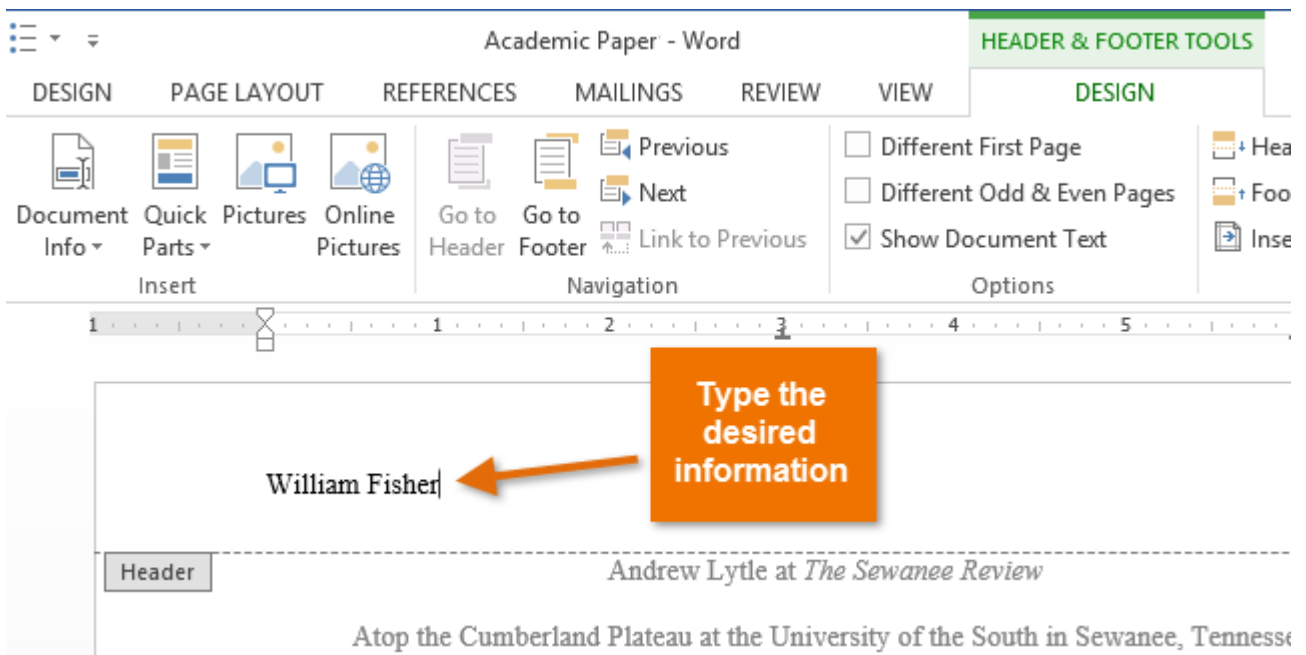 Academic Paper - Word
HEADER & FOOTER TOOLS
DESIGN PAGE LAYOUT REFERENCES MAILINGS REVIEW VIEW DESIGN
Document Info
Quick Parts
Pictures
Online Pictures
Insert
Go to Header
Go to Footer
Previous
Next
Link to Previous
Navigation
Different First Page
Different Odd & Even Pages
Show Document Text
Options
Hea
Foo
Inse
1 1 2 3 4 5
Type the
desired
information
William Fisher
Header
Andrew Lytle at The Sewanee Review
Atop the Cumberland Plateau at the University of the South in Sewanee, Tennesse